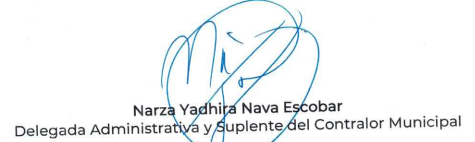 Narza Yadhira Nava Escobar
Delegada Administrativa y Suplente del Contralor Municipal